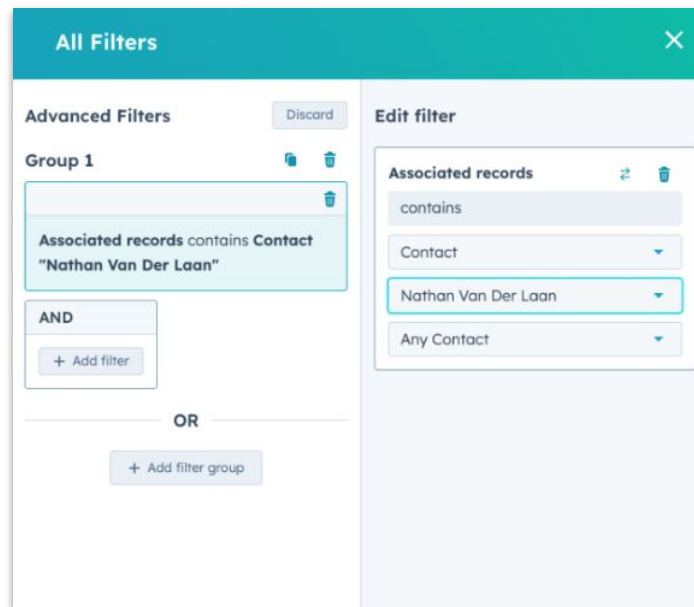 All Filters
Advanced Filters
Discard
Group 1
Associated records contains Contact
"Nathan Van Der Laan"
AND
+ Add filter
OR
+ Add filter group
Edit filter
Associated records
contains
Contact
Nathan Van Der Laan
Any Contact